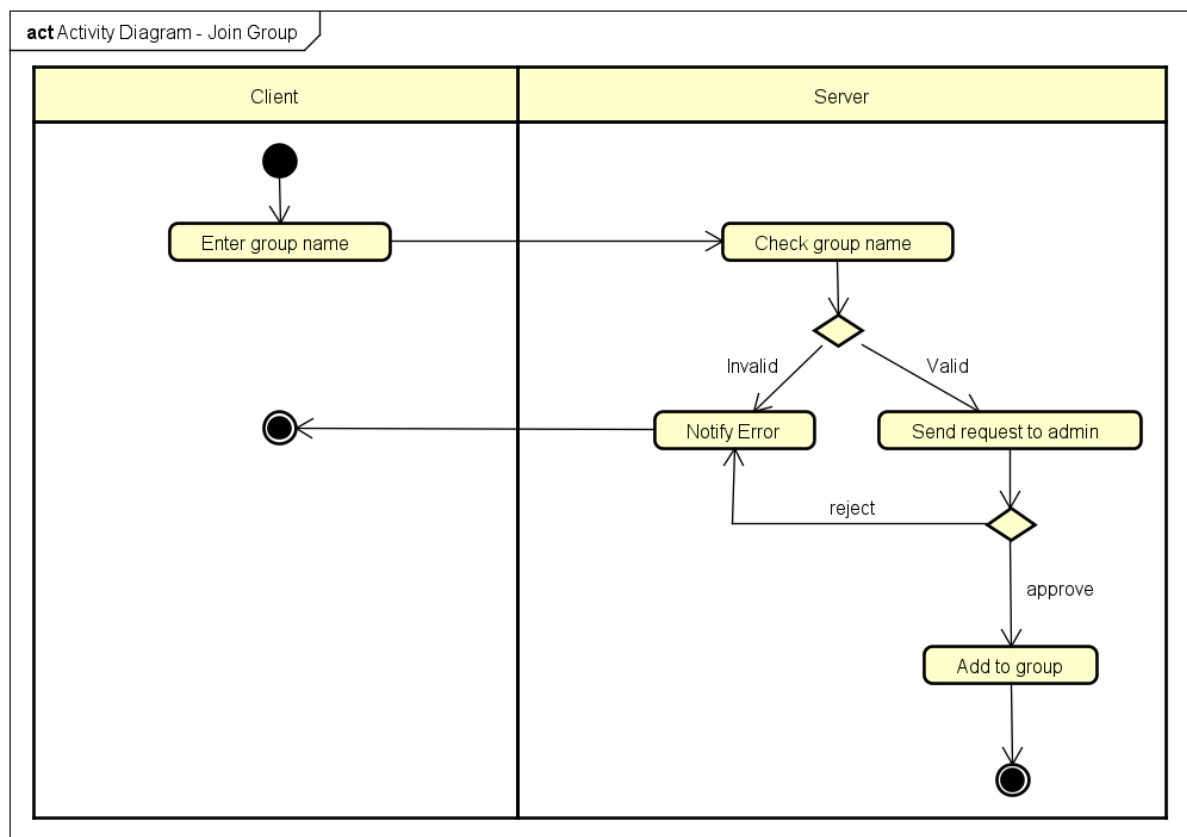 act Activity Diagram - Join Group
Client
Server
Enter group name
Check group name
Invalid
Valid
Notify Error
Send request to admin
reject
approve
Add to group